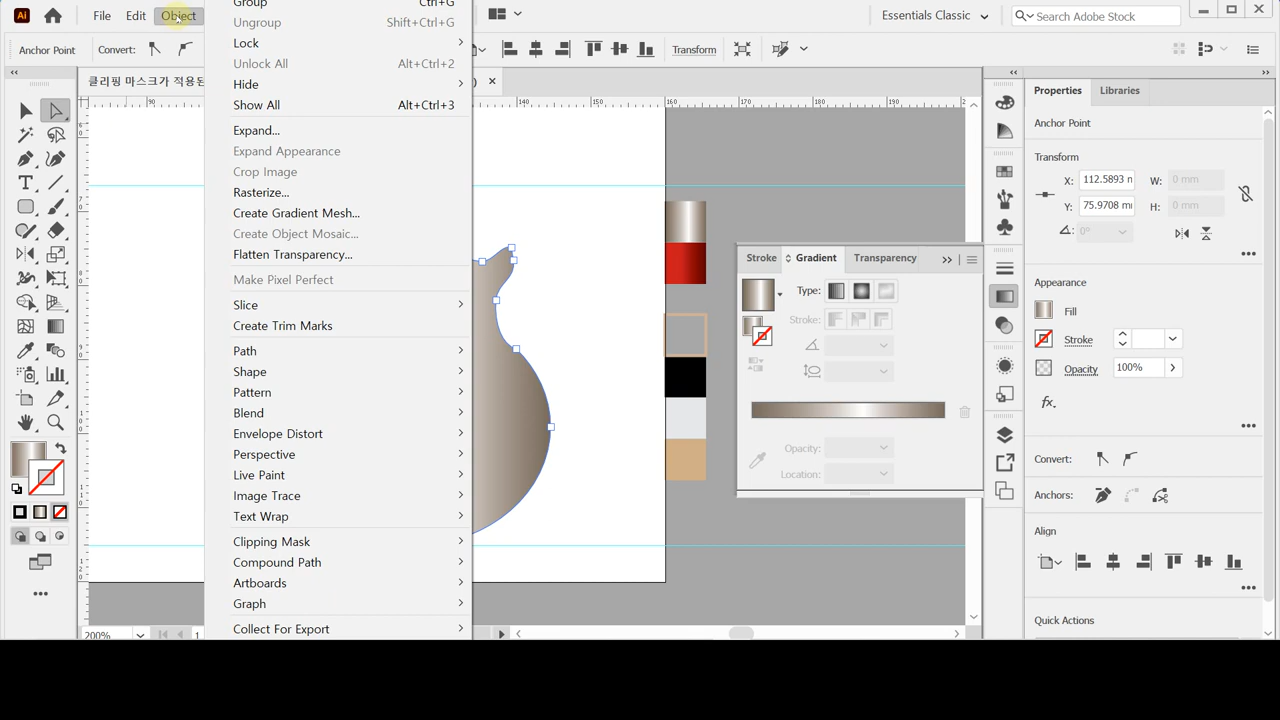 Ai
File
Edit
Object
Essentials Classic
Search Adobe Stock
Anchor Point
Convert:
Transform
클리핑 마스크가 적용된
90
140
150
160
170
180
190
Group Ctrl+G
Ungroup Shift+Ctrl+G
Lock
Unlock All Alt+Ctrl+2
Hide
Show All Alt+Ctrl+3
Expand...
Expand Appearance
Crop Image
Rasterize...
Create Gradient Mesh...
Create Object Mosaic...
Flatten Transparency...
Make Pixel Perfect
Slice
Create Trim Marks
Path
Shape
Pattern
Blend
Envelope Distort
Perspective
Live Paint
Image Trace
Text Wrap
Clipping Mask
Compound Path
Artboards
Graph
Collect For Export
Stroke
Gradient
Transparency
Type:
Stroke:
Opacity:
Location:
Properties
Libraries
Anchor Point
Transform
X: 112.5893 W: 0 mm
Y: 75.9708 H: 0 mm
0°
Appearance
Fill
Stroke
Opacity 100%
fx.
Convert:
Anchors:
Align
Quick Actions
200%
1